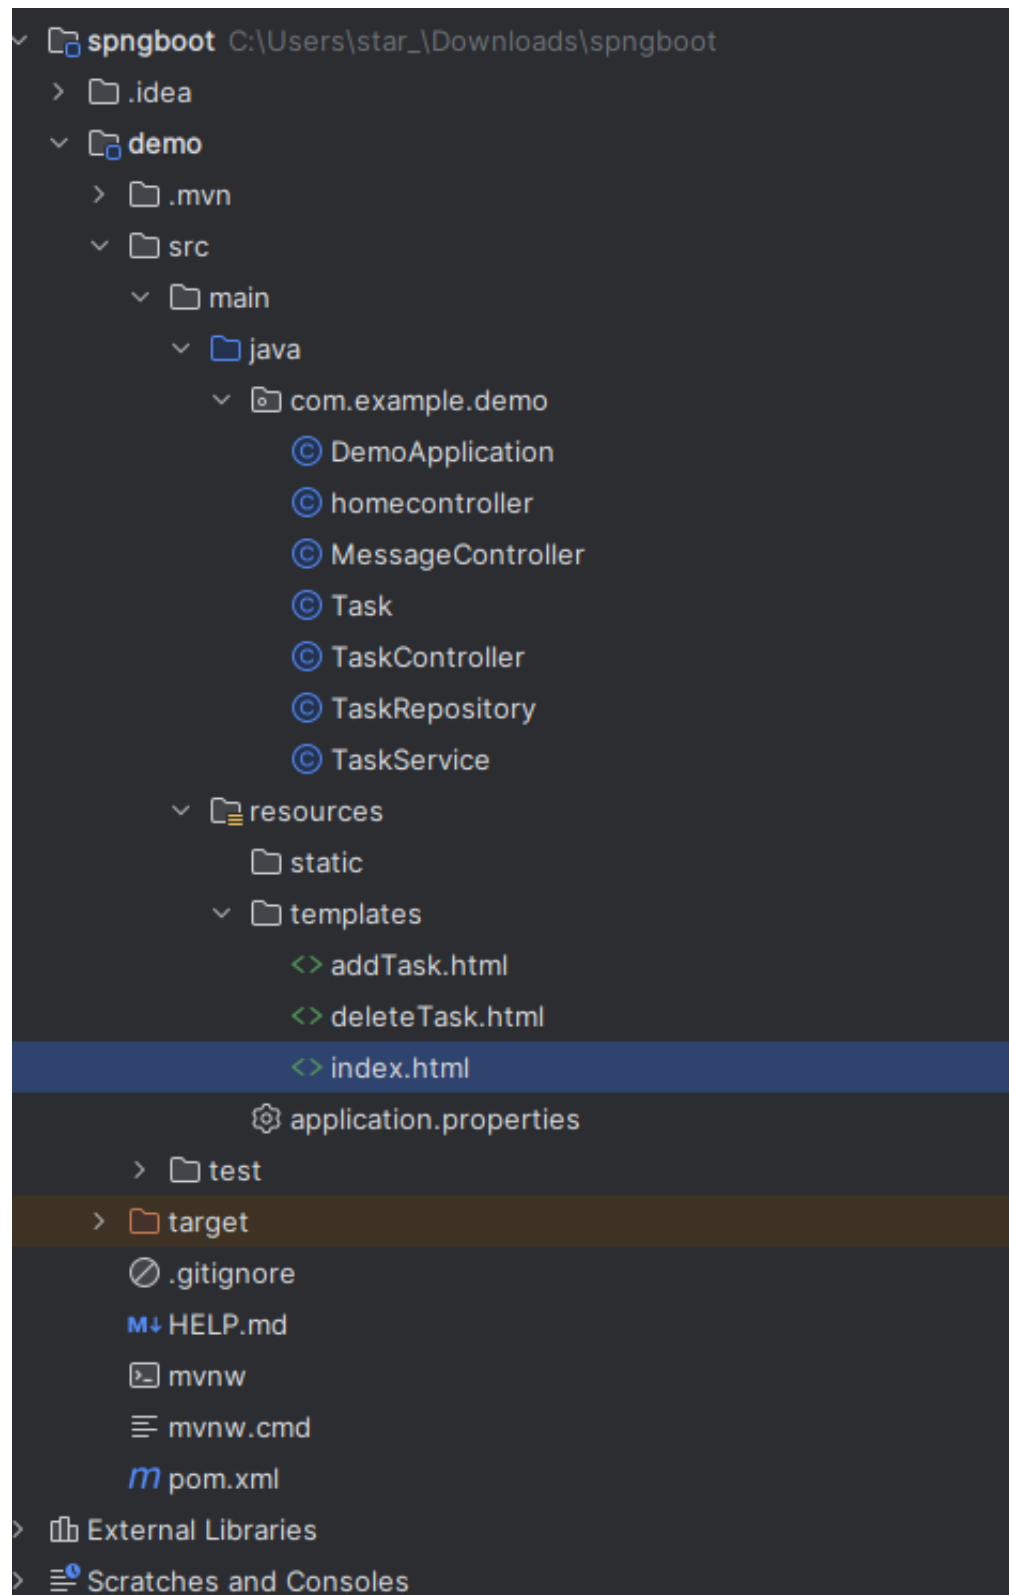 spngboot C:\Users\star_\Downloads\spngboot
.idea
demo
.mvn
src
main
java
com.example.demo
DemoApplication
homecontroller
MessageController
Task
TaskController
TaskRepository
TaskService
resources
static
templates
addTask.html
deleteTask.html
index.html
application.properties
test
target
.gitignore
HELP.md
mvnw
mvnw.cmd
pom.xml
External Libraries
Scratches and Consoles